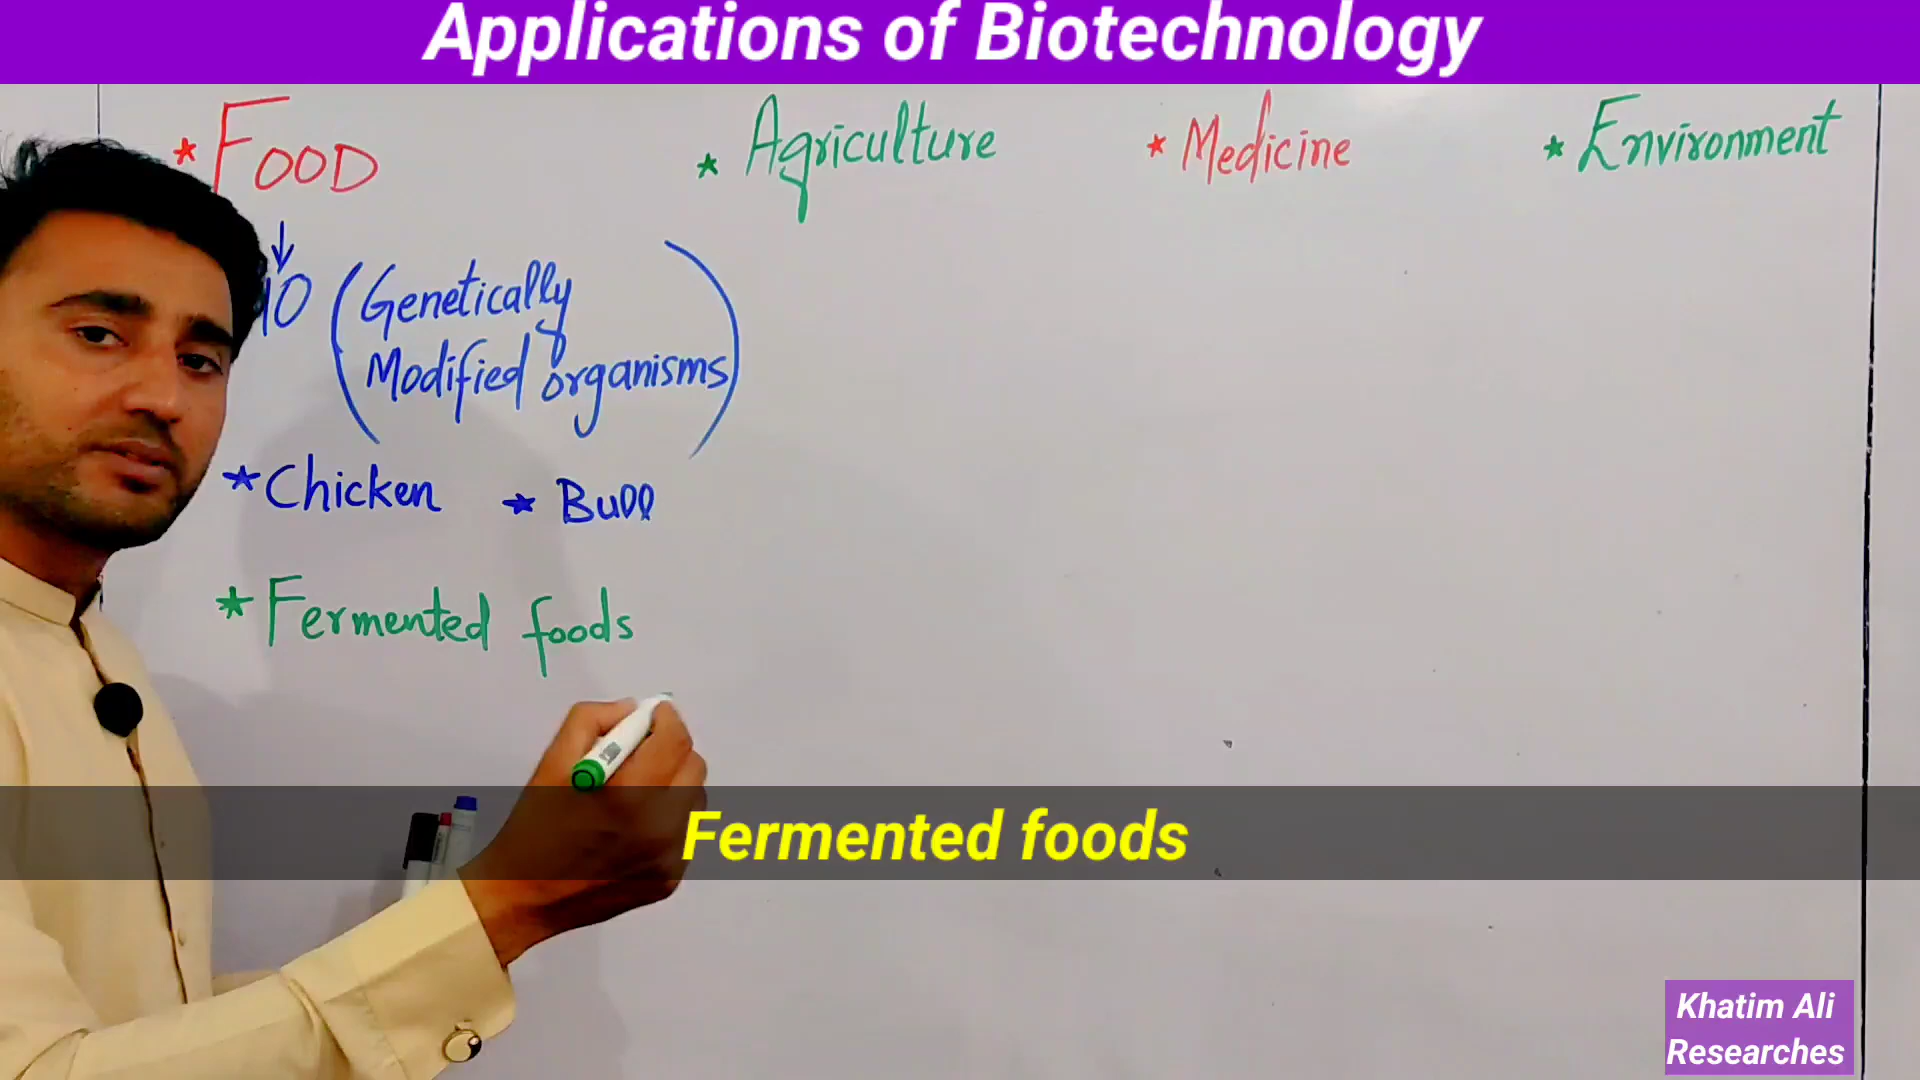 Applications of Biotechnology
* FOOD
* Agriculture
* Medicine
* Environment
(Genetically
Modified organisms)
* Chicken * Bull
* Fermented foods
Fermented foods
Khatim Ali
Researches